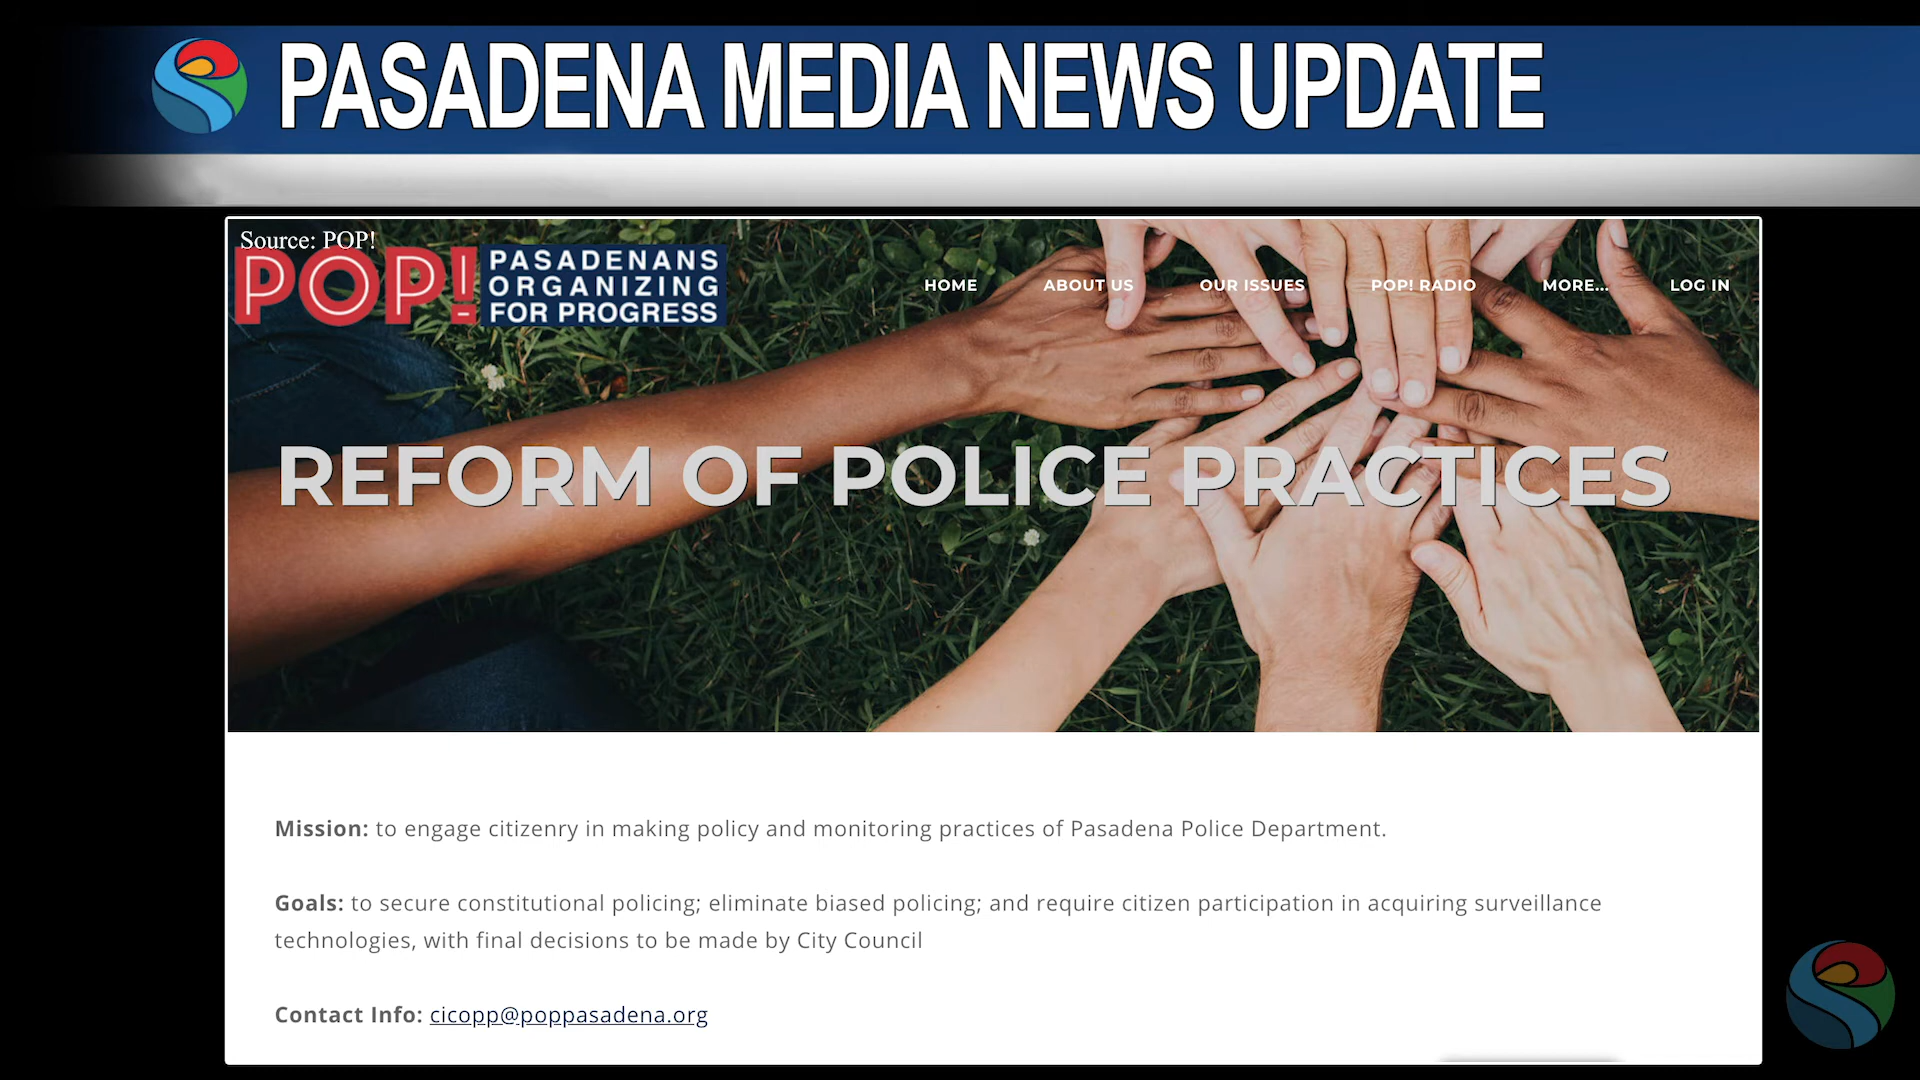 PASADENA MEDIA NEWS UPDATE
Source: POP!
POP! PASADENANS
ORGANIZING
FOR PROGRESS
HOME ABOUT US OUR ISSUES POP! RADIO MORE... LOG IN
REFORM OF POLICE PRACTICES
Mission: to engage citizenry in making policy and monitoring practices of Pasadena Police Department.
Goals: to secure constitutional policing; eliminate biased policing; and require citizen participation in acquiring surveillance
technologies, with final decisions to be made by City Council
Contact Info: cicopp@poppasadena.org